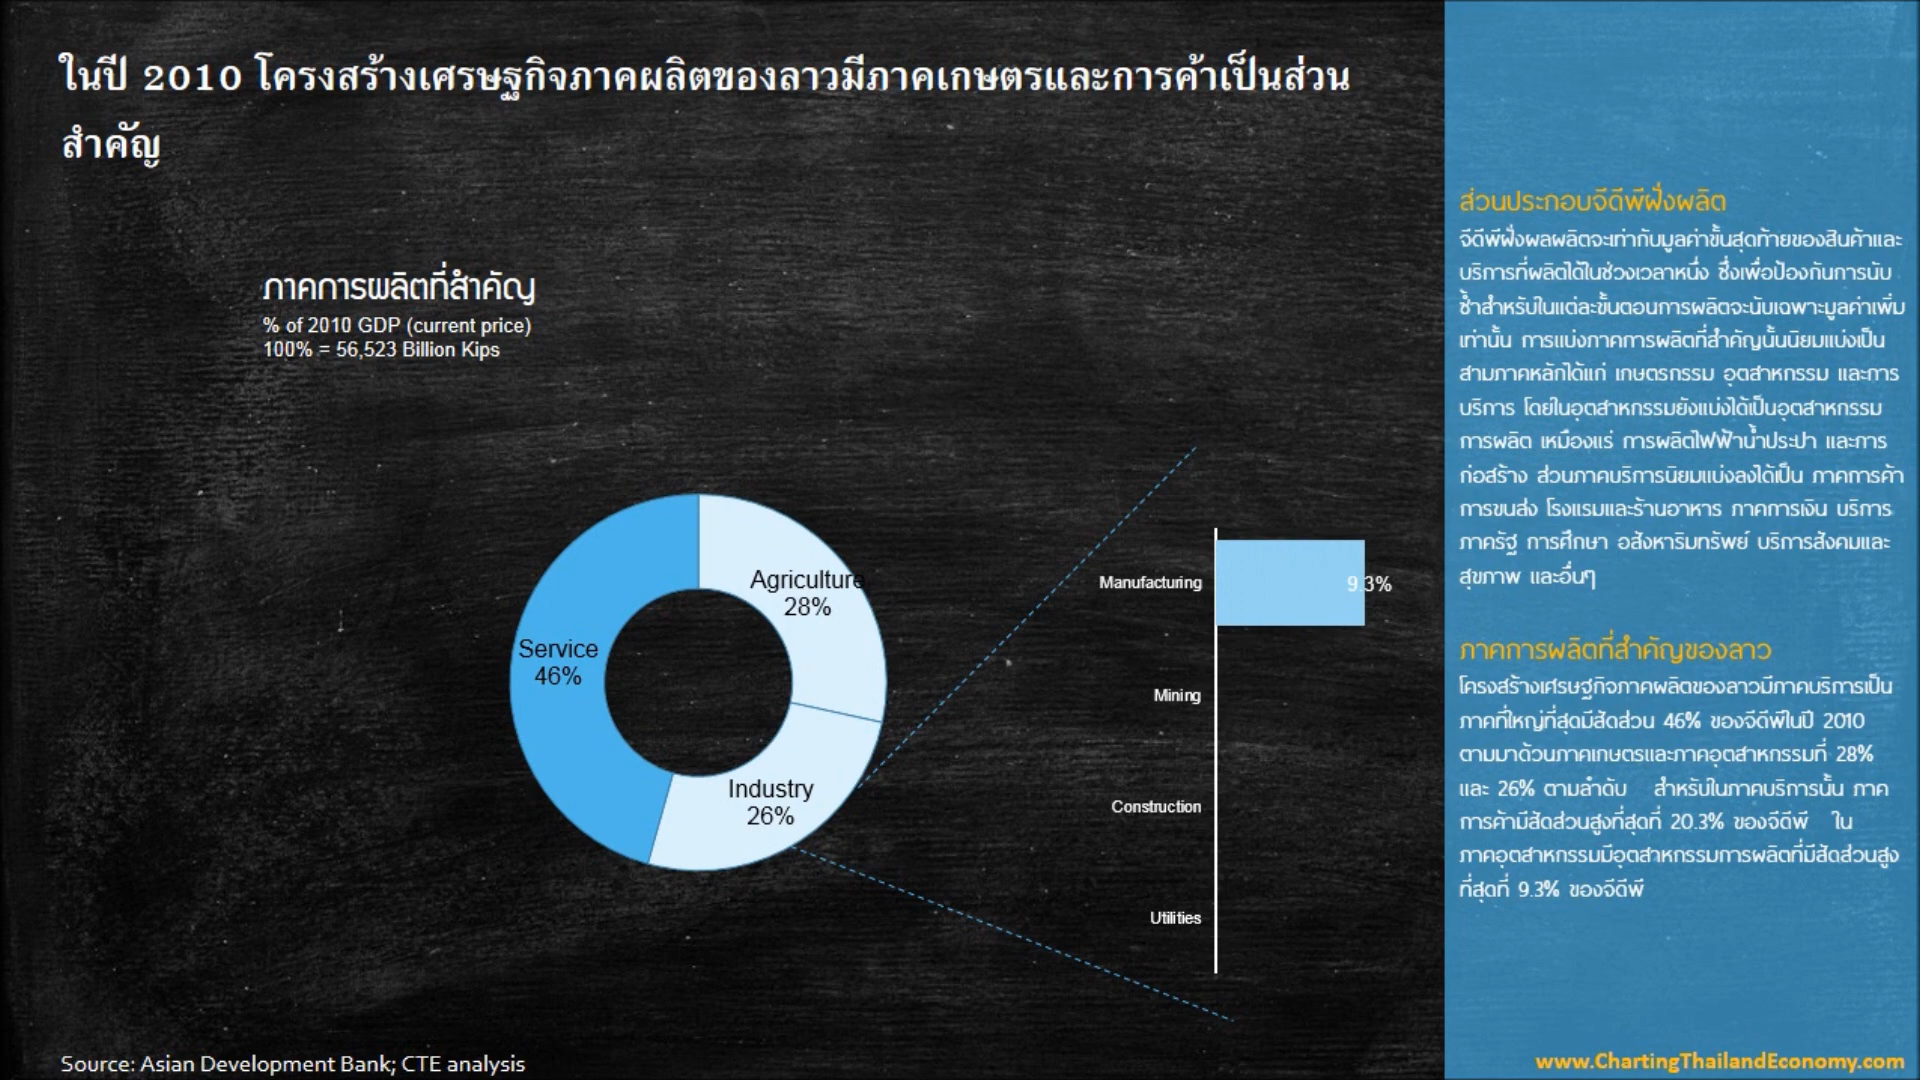 ในปี 2010 โครงสร้างเศรษฐกิจภาคผลิตของลาวมีภาคเกษตรและการค้าเป็นส่วน
สำคัญ
ภาคการผลิตที่สำคัญ
% of 2010 GDP (current price)
100% = 56,523 Billion Kips
Agriculture
28%
Service
46%
Industry
26%
Manufacturing
9.3%
Mining
Construction
Utilities
Source: Asian Development Bank; CTE analysis
ส่วนประกอบจีดีพีฝั่งผลิต
จีดีพีฝั่งผลผลิตจะเท่ากับมูลค่าขั้นสุดท้ายของสินค้าและ
บริการที่ผลิตได้ในช่วงเวลาหนึ่ง ซึ่งเพื่อป้องกันการนับ
ซ้ำสำหรับในแต่ละขั้นตอนการผลิตจะนับเฉพาะมูลค่าเพิ่ม
เท่านั้น การแบ่งภาคการผลิตที่สำคัญนั้นนิยมแบ่งเป็น
สามภาคหลักได้แก่ เกษตรกรรม อุตสาหกรรม และการ
บริการ โดยในอุตสาหกรรมยังแบ่งได้เป็นอุตสาหกรรม
การผลิต เหมืองแร่ การผลิตไฟฟ้าน้ำประปา และการ
ก่อสร้าง ส่วนภาคบริการนิยมแบ่งลงได้เป็น ภาคการค้า
การขนส่ง โรงแรมและร้านอาหาร ภาคการเงิน บริการ
ภาครัฐ การศึกษา อสังหาริมทรัพย์ บริการสังคมและ
สุขภาพ และอื่นๆ
ภาคการผลิตที่สำคัญของลาว
โครงสร้างเศรษฐกิจภาคผลิตของลาวมีภาคบริการเป็น
ภาคที่ใหญ่ที่สุดมีสัดส่วน 46% ของจีดีพีในปี 2010
ตามมาด้วนภาคเกษตรและภาคอุตสาหกรรมที่ 28%
และ 26% ตามลำดับ สำหรับในภาคบริการนั้น ภาค
การค้ามีสัดส่วนสูงที่สุดที่ 20.3% ของจีดีพี ใน
ภาคอุตสาหกรรมมีอุตสาหกรรมการผลิตที่มีสัดส่วนสูง
ที่สุดที่ 9.3% ของจีดีพี
www.ChartingThailandEconomy.com